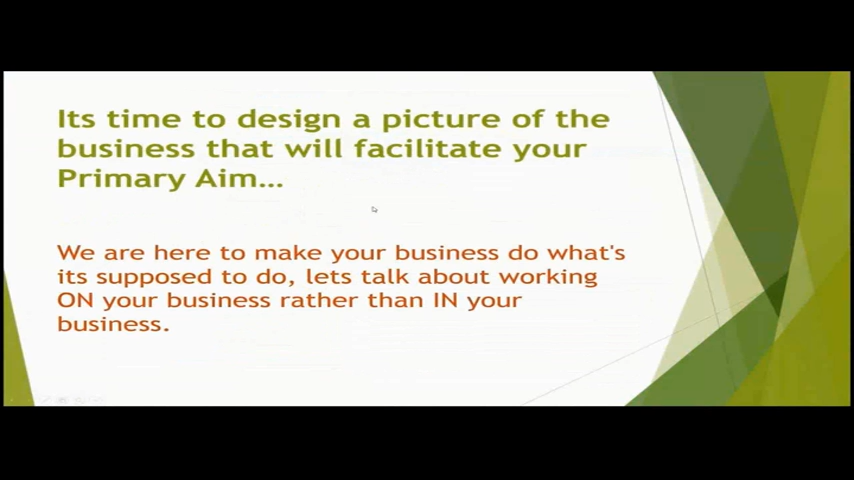 Its time to design a picture of the
business that will facilitate your
Primary Aim...
We are here to make your business do what's
its supposed to do, lets talk about working
ON your business rather than IN your
business.